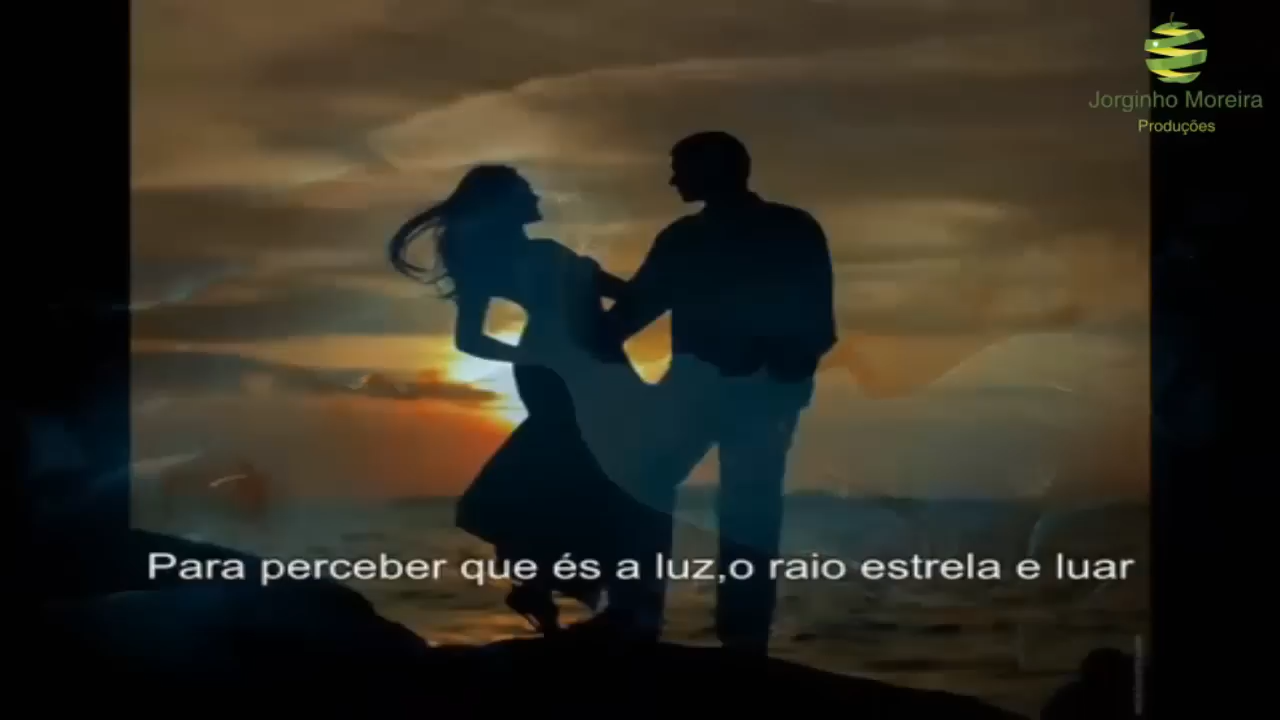 Jorginho Moreira
Produções
Para perceber que és a luz,o raio estrela e luar